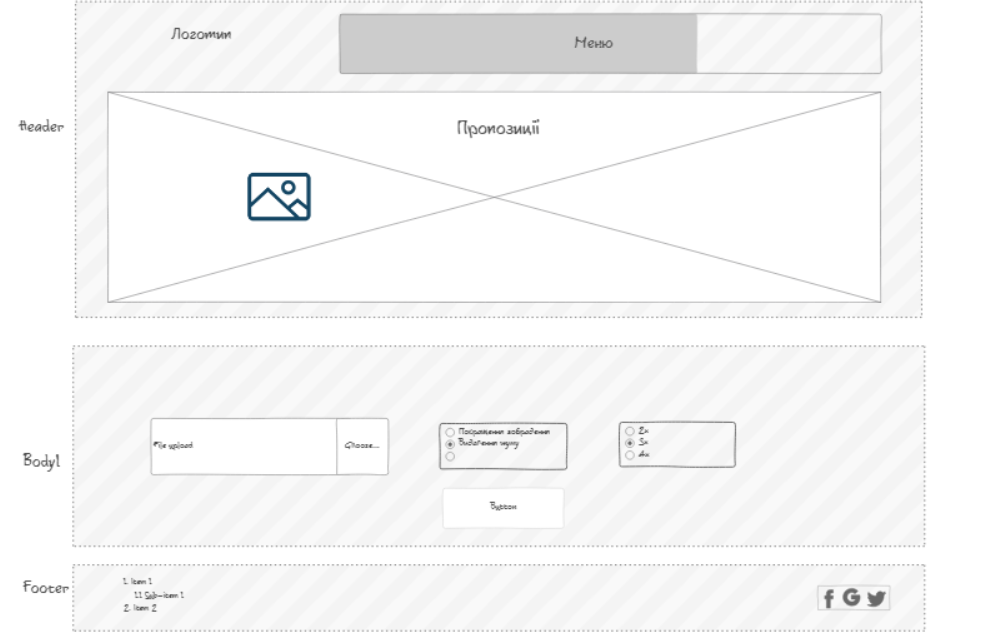 Логотип
Меню
Header
Пропозиції
File upload
Choose...
Покращення зображення
Видалення шуму
2x
3x
4x
Body1
Button
Footer
1. Item 1
1.1 Sub-item 1
2. Item 2
f G